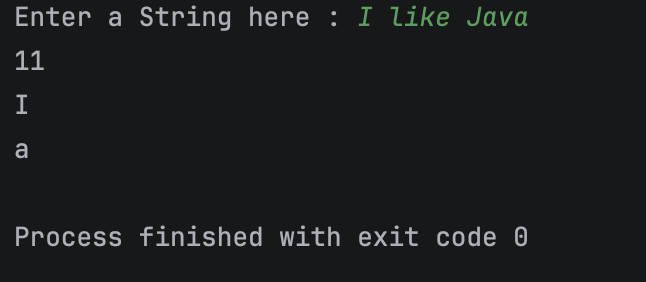 Enter a String here : I like Java
11
I
a
Process finished with exit code 0